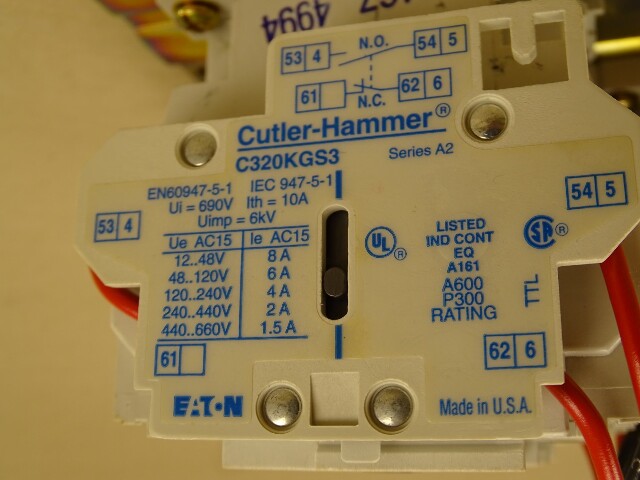 4994
53 4 N.O. 54 5
61 N.C. 62 6
Cutler-Hammer®
C320KGS3 Series A2
EN60947-5-1 IEC 947-5-1
Ui = 690V Ith = 10A
Uimp = 6kV
Ue AC15 Ie AC15
12..48V 8 A
48..120V 6 A
120..240V 4 A
240..440V 2 A
440..660V 1.5 A
53 4
54 5
UL®
LISTED
IND CONT
EQ
A161
A600
P300
RATING
SA®
TTL
61
62 6
EATON
Made in U.S.A.